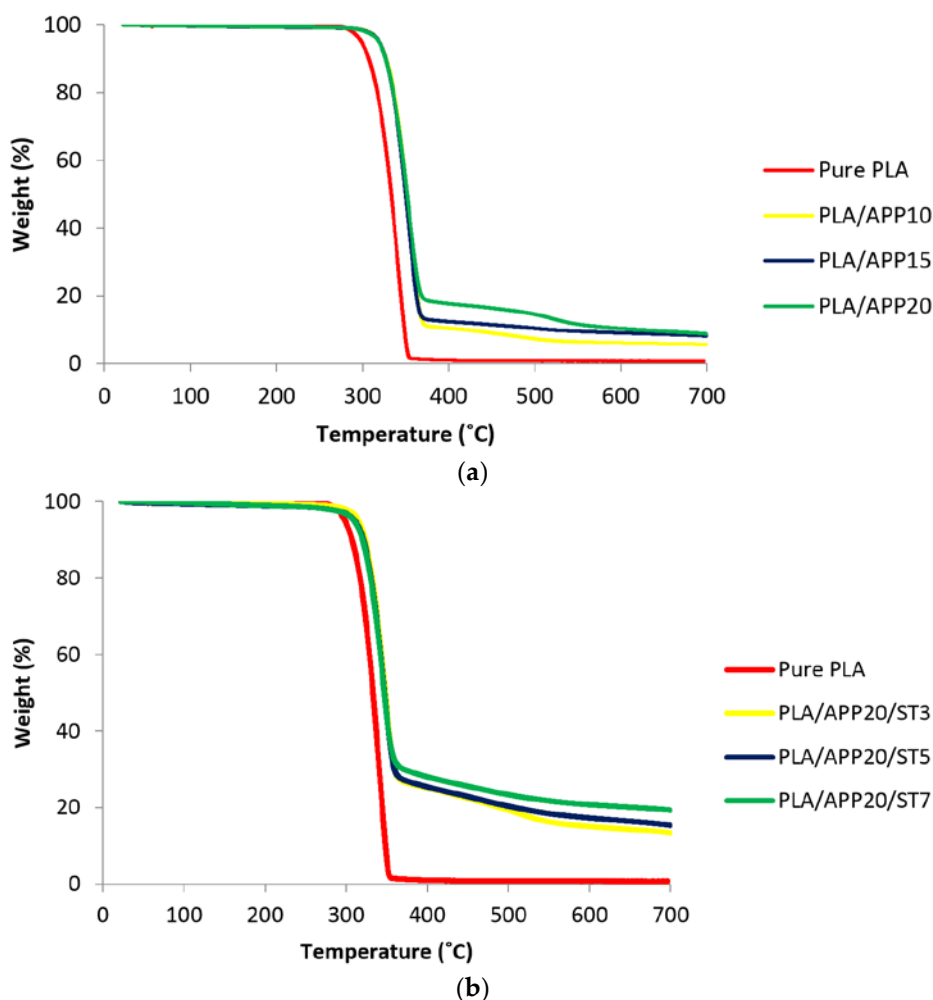 100
80
60
40
20
0
Weight (%)
0 100 200 300 400 500 600 700
Temperature (˚C)
Pure PLA
PLA/APP10
PLA/APP15
PLA/APP20
(a)
100
80
60
40
20
0
Weight (%)
0 100 200 300 400 500 600 700
Temperature (˚C)
Pure PLA
PLA/APP20/ST3
PLA/APP20/ST5
PLA/APP20/ST7
(b)